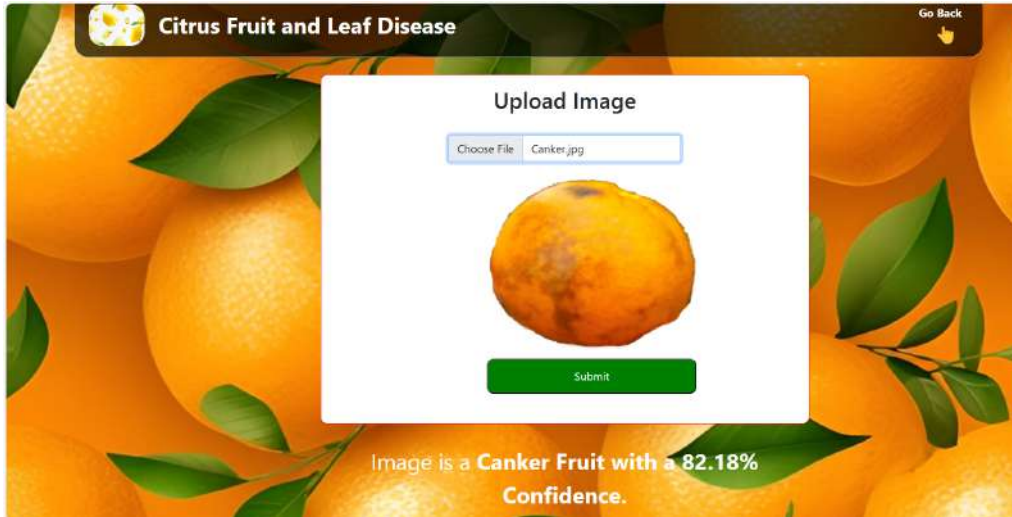 Citrus Fruit and Leaf Disease
Go Back
Upload Image
Choose File Canker.jpg
Submit
Image is a Canker Fruit with a 82.18%
Confidence.